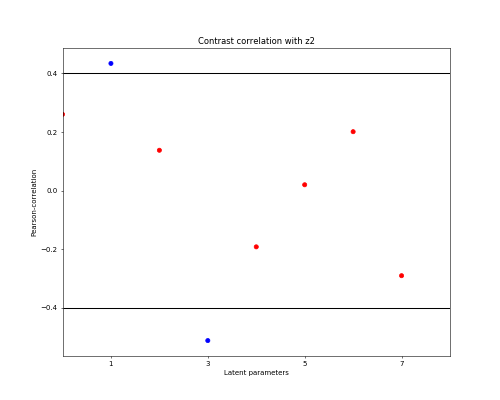 Contrast correlation with z2
Pearson-correlation
0.4
0.2
0.0
−0.2
−0.4
1 3 5 7
Latent parameters